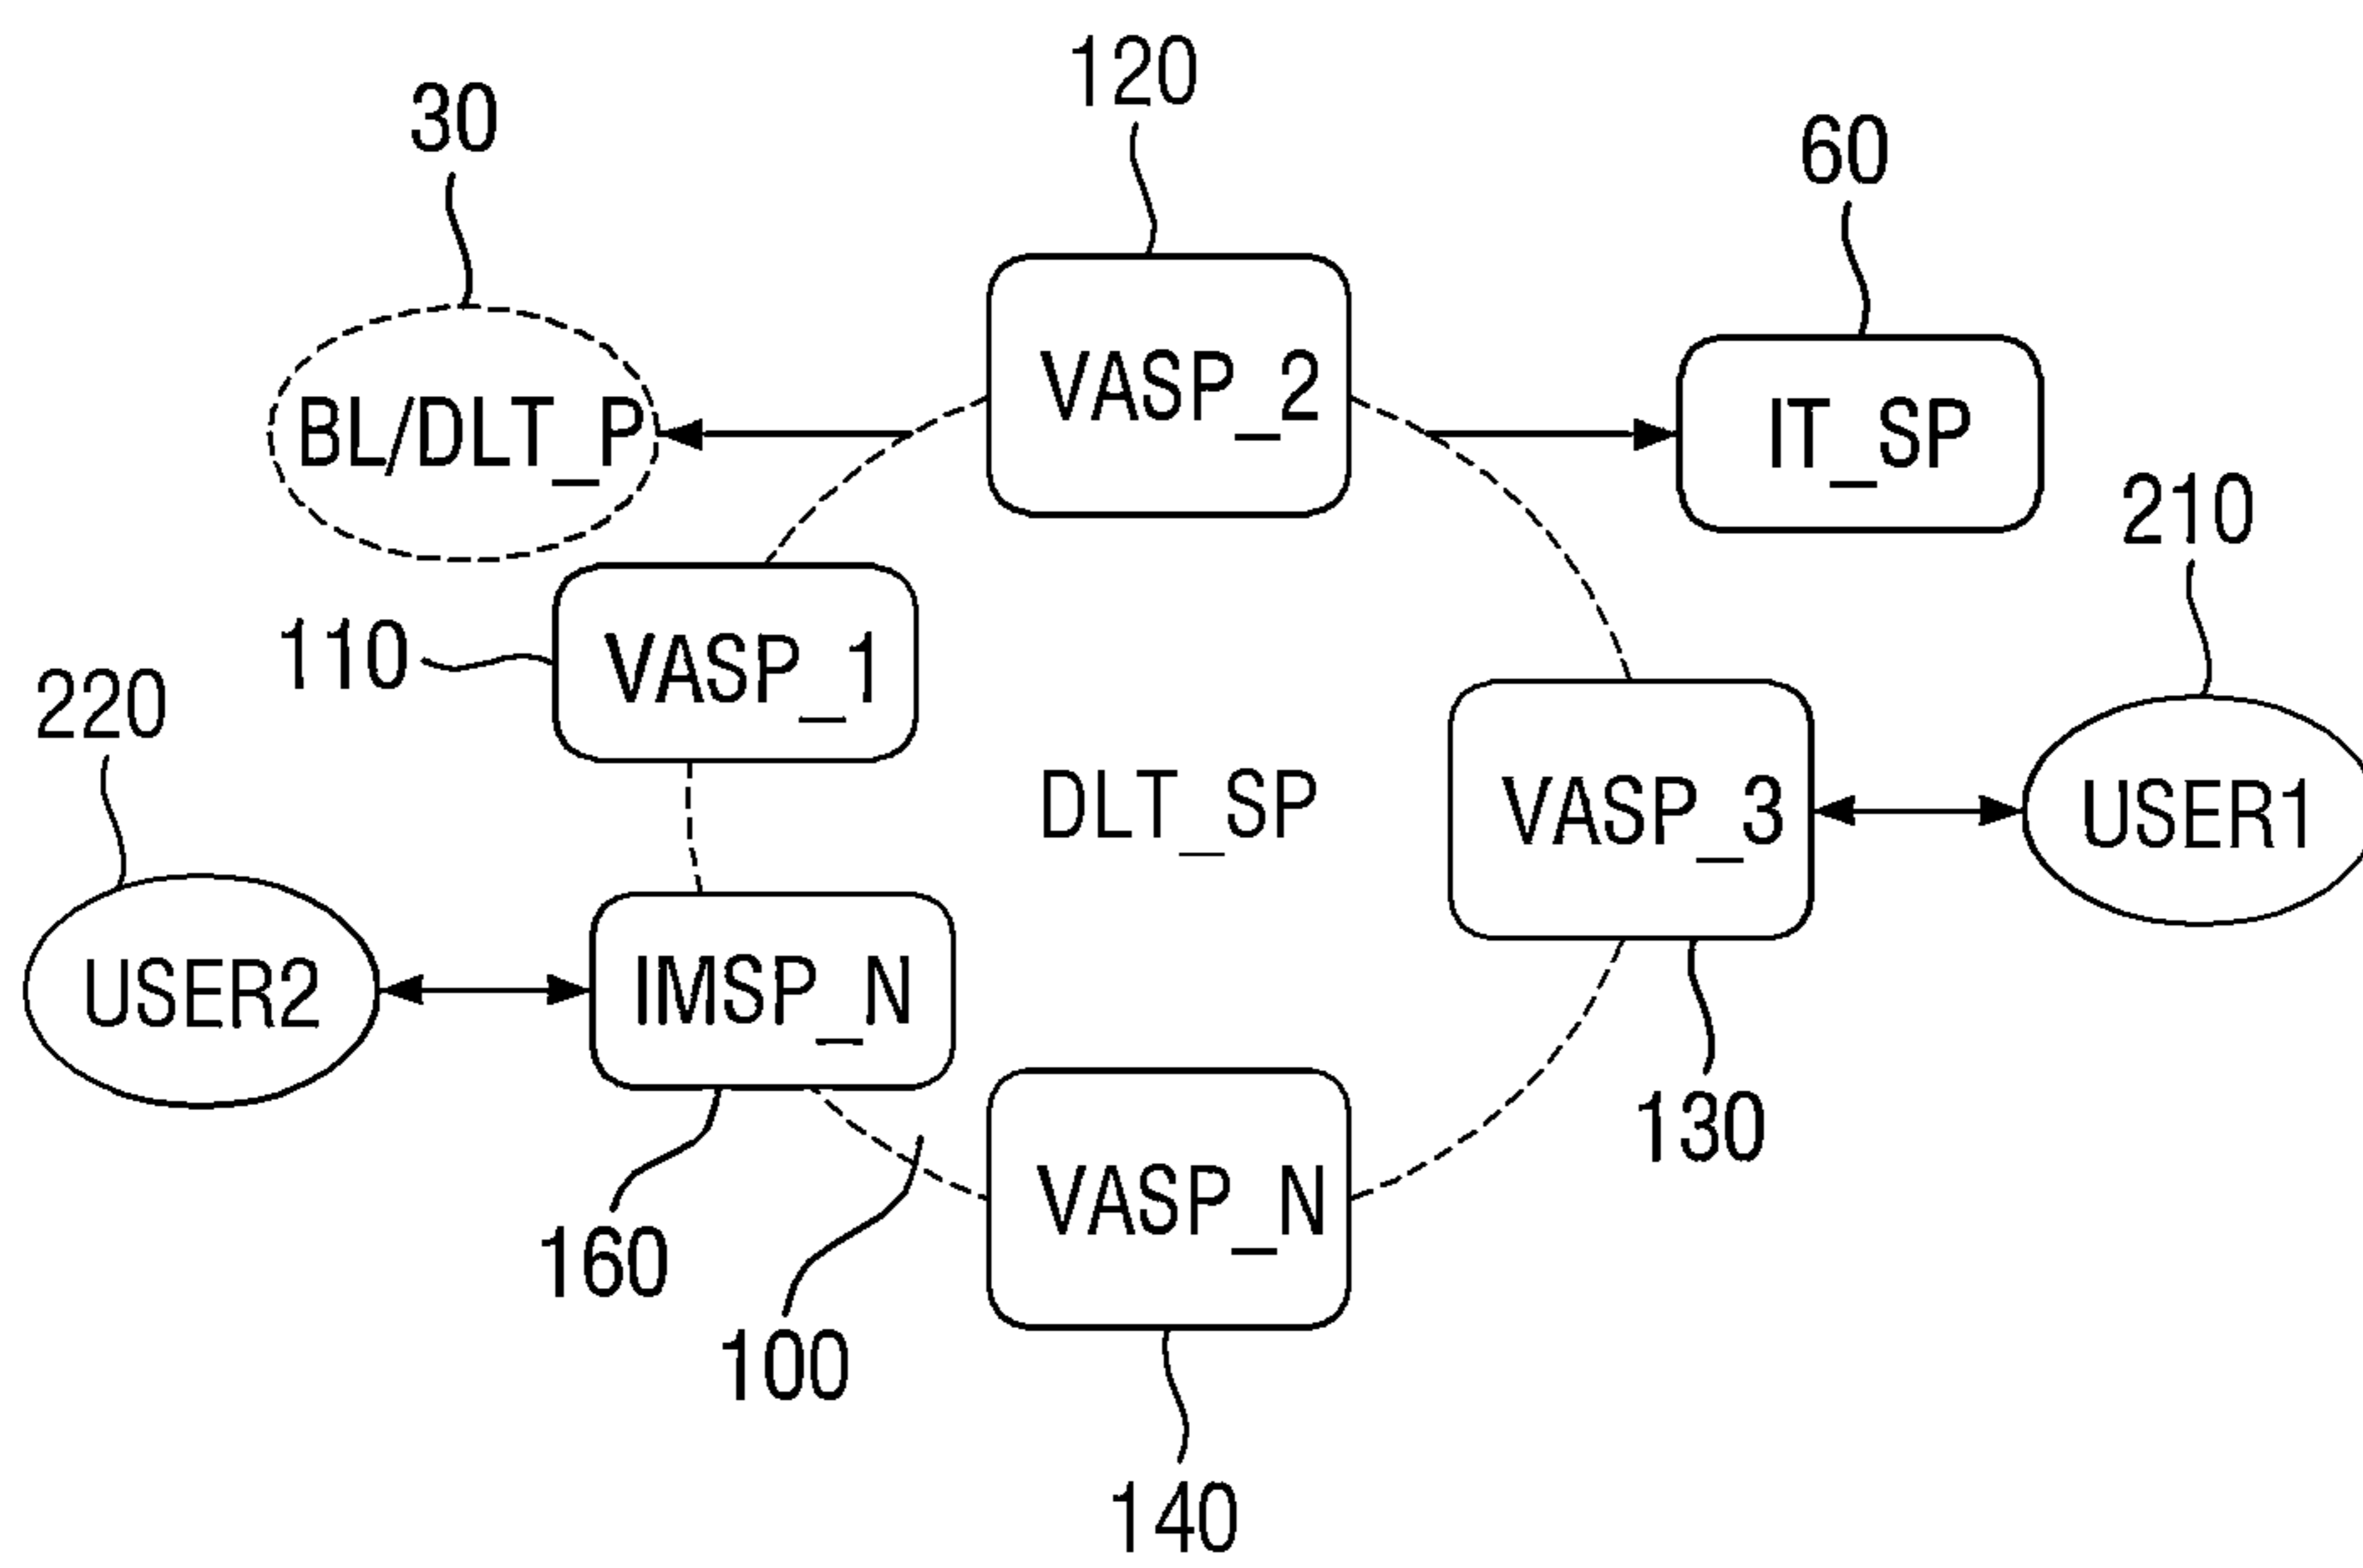 120
30
60
VASP_2
BL/DLT_P
IT_SP
210
110
VASP_1
220
DLT_SP
VASP_3
USER1
USER2
IMSP_N
130
VASP_N
160
100
140